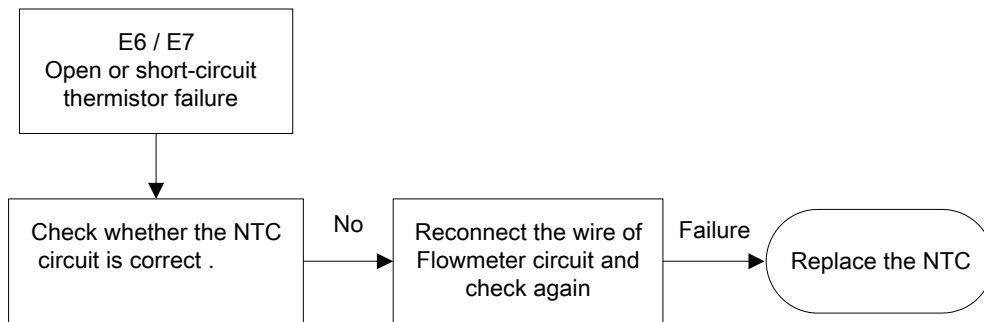 E6 / E7
Open or short-circuit
thermistor failure
Check whether the NTC
circuit is correct .
No
Reconnect the wire of
Flowmeter circuit and
check again
Failure
Replace the NTC